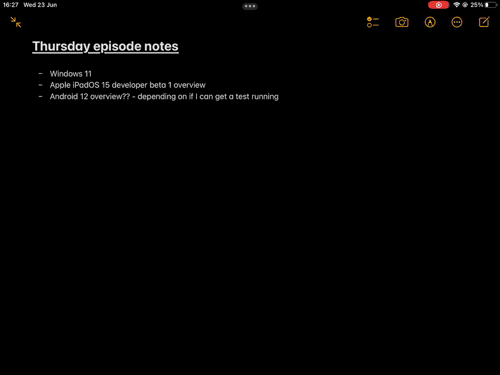 16:27 Wed 23 Jun 25%
Thursday episode notes
- Windows 11
- Apple iPadOS 15 developer beta 1 overview
- Android 12 overview?? - depending on if I can get a test running